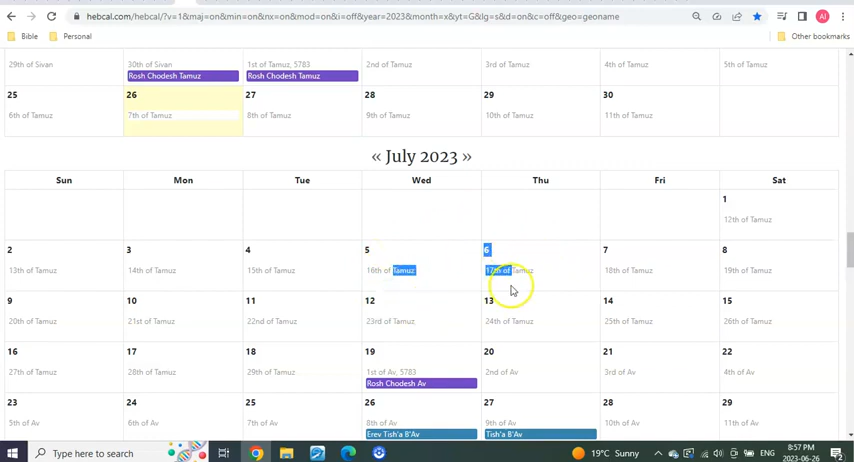 hebcal.com/hebcal/?v=1&maj=on&min=on&nx=on&mod=on&i=off&year=2023&month=x&yt=G&lg=s&d=on&c=off&geo=geoname
AI
Bible Personal Other bookmarks
29th of Sivan 30th of Sivan 1st of Tamuz, 5783 2nd of Tamuz 3rd of Tamuz 4th of Tamuz 5th of Tamuz
Rosh Chodesh Tamuz Rosh Chodesh Tamuz
25 26 27 28 29 30
6th of Tamuz 7th of Tamuz 8th of Tamuz 9th of Tamuz 10th of Tamuz 11th of Tamuz
« July 2023 »
Sun Mon Tue Wed Thu Fri Sat
1
12th of Tamuz
2 3 4 5 6 7 8
13th of Tamuz 14th of Tamuz 15th of Tamuz 16th of Tamuz 17th of Tamuz 18th of Tamuz 19th of Tamuz
9 10 11 12 13 14 15
20th of Tamuz 21st of Tamuz 22nd of Tamuz 23rd of Tamuz 24th of Tamuz 25th of Tamuz 26th of Tamuz
16 17 18 19 20 21 22
27th of Tamuz 28th of Tamuz 29th of Tamuz 1st of Av, 5783 2nd of Av 3rd of Av 4th of Av
Rosh Chodesh Av
23 24 25 26 27 28 29
5th of Av 6th of Av 7th of Av 8th of Av 9th of Av 10th of Av 11th of Av
Erev Tish'a B'Av Tish'a B'Av
Type here to search 19°C Sunny ENG 8:57 PM
2023-06-26 2